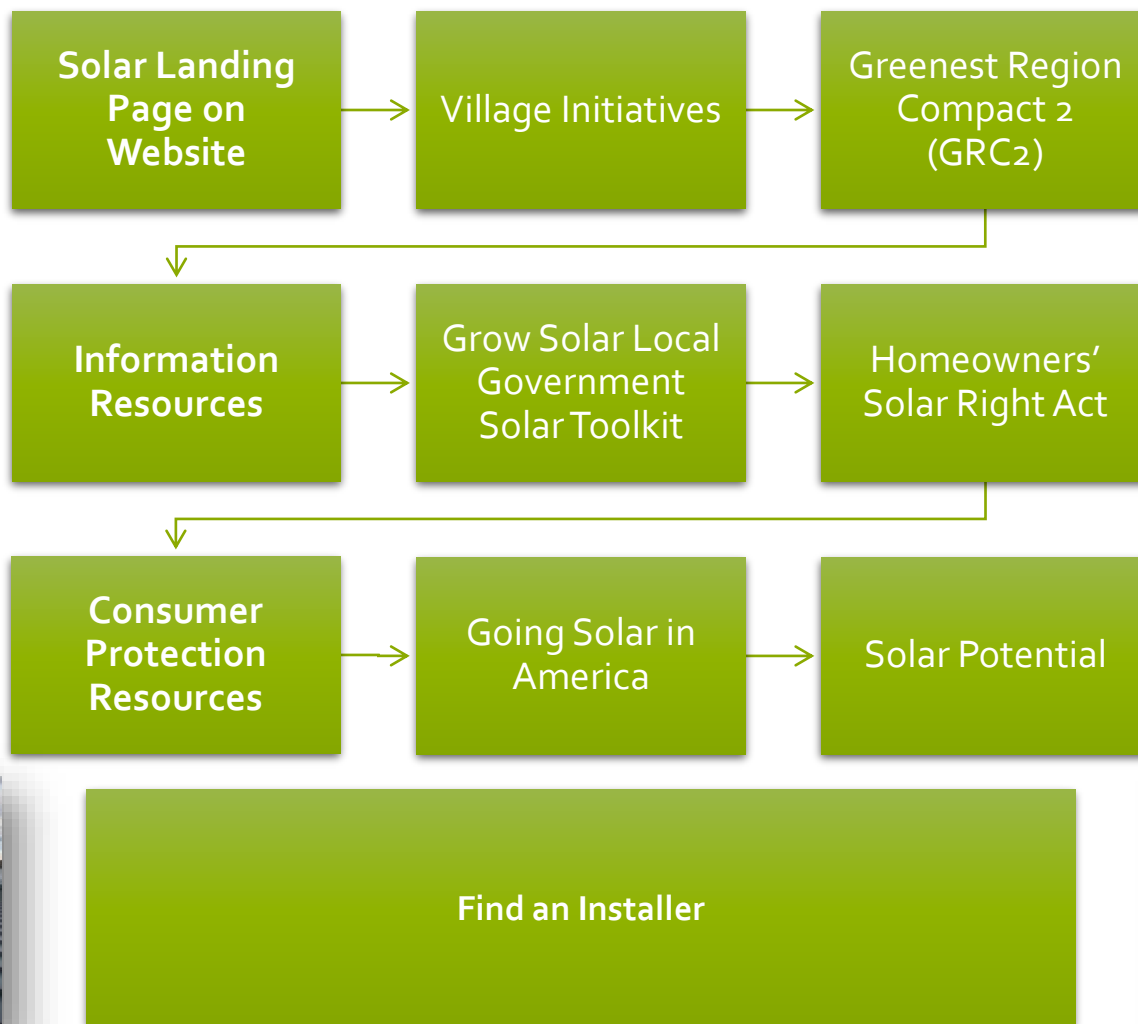 Solar Landing
Page on
Website
Village Initiatives
Greenest Region
Compact 2
(GRC2)
Information
Resources
Grow Solar Local
Government
Solar Toolkit
Homeowners’
Solar Right Act
Consumer
Protection
Resources
Going Solar in
America
Solar Potential
Find an Installer